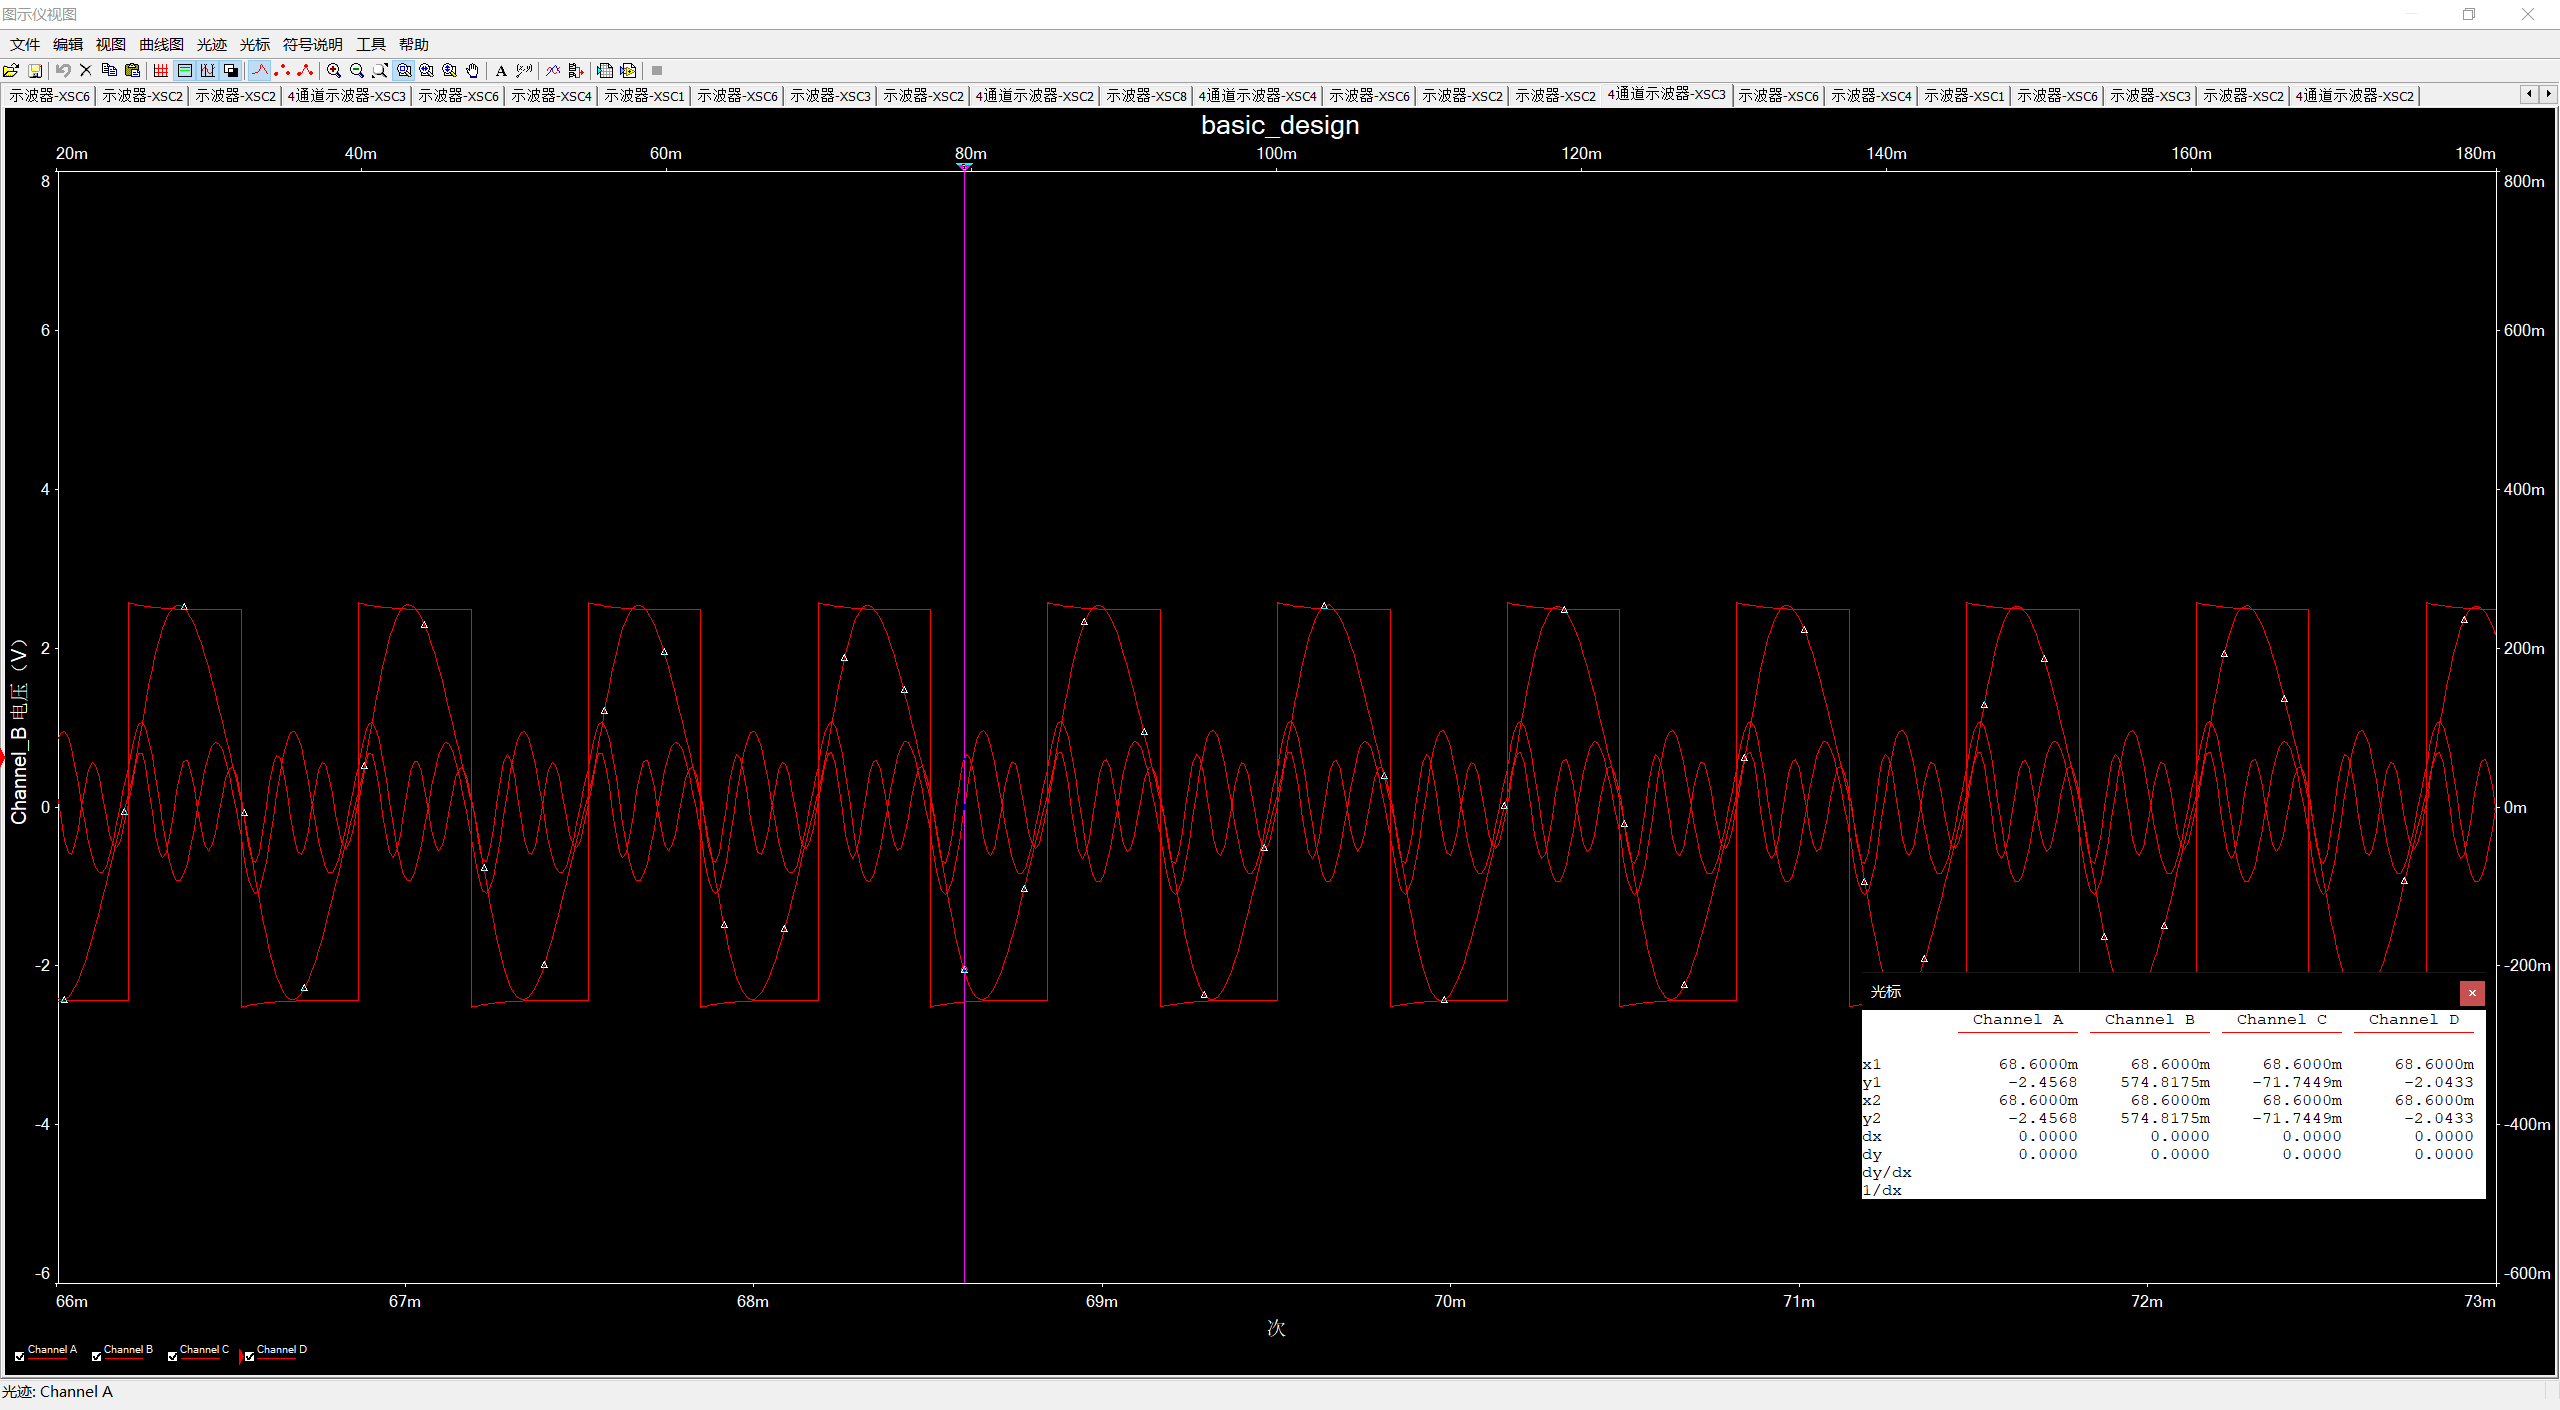 图示仪视图
文件 编辑 视图 曲线图 光迹 光标 符号说明 工具 帮助
A
示波器-XSC6 示波器-XSC2 示波器-XSC2 4通道示波器-XSC3 示波器-XSC6 示波器-XSC4 示波器-XSC1 示波器-XSC6 示波器-XSC3 示波器-XSC2 4通道示波器-XSC2 示波器-XSC8 4通道示波器-XSC4 示波器-XSC6 示波器-XSC2 示波器-XSC2 4通道示波器-XSC3 示波器-XSC6 示波器-XSC4 示波器-XSC1 示波器-XSC6 示波器-XSC3 示波器-XSC2 4通道示波器-XSC2
basic_design
20m 40m 60m 80m 100m 120m 140m 160m 180m
8 800m
6 600m
4 400m
2 200m
0 0m
-2 -200m
-4 -400m
-6 -600m
Channel_B 电压（V）
66m 67m 68m 69m 70m 71m 72m 73m
次
光标
Channel A Channel B Channel C Channel D
x1 68.6000m 68.6000m 68.6000m 68.6000m
y1 -2.4568 574.8175m -71.7449m -2.0433
x2 68.6000m 68.6000m 68.6000m 68.6000m
y2 -2.4568 574.8175m -71.7449m -2.0433
dx 0.0000 0.0000 0.0000 0.0000
dy 0.0000 0.0000 0.0000 0.0000
dy/dx
1/dx
Channel A Channel B Channel C Channel D
光迹: Channel A